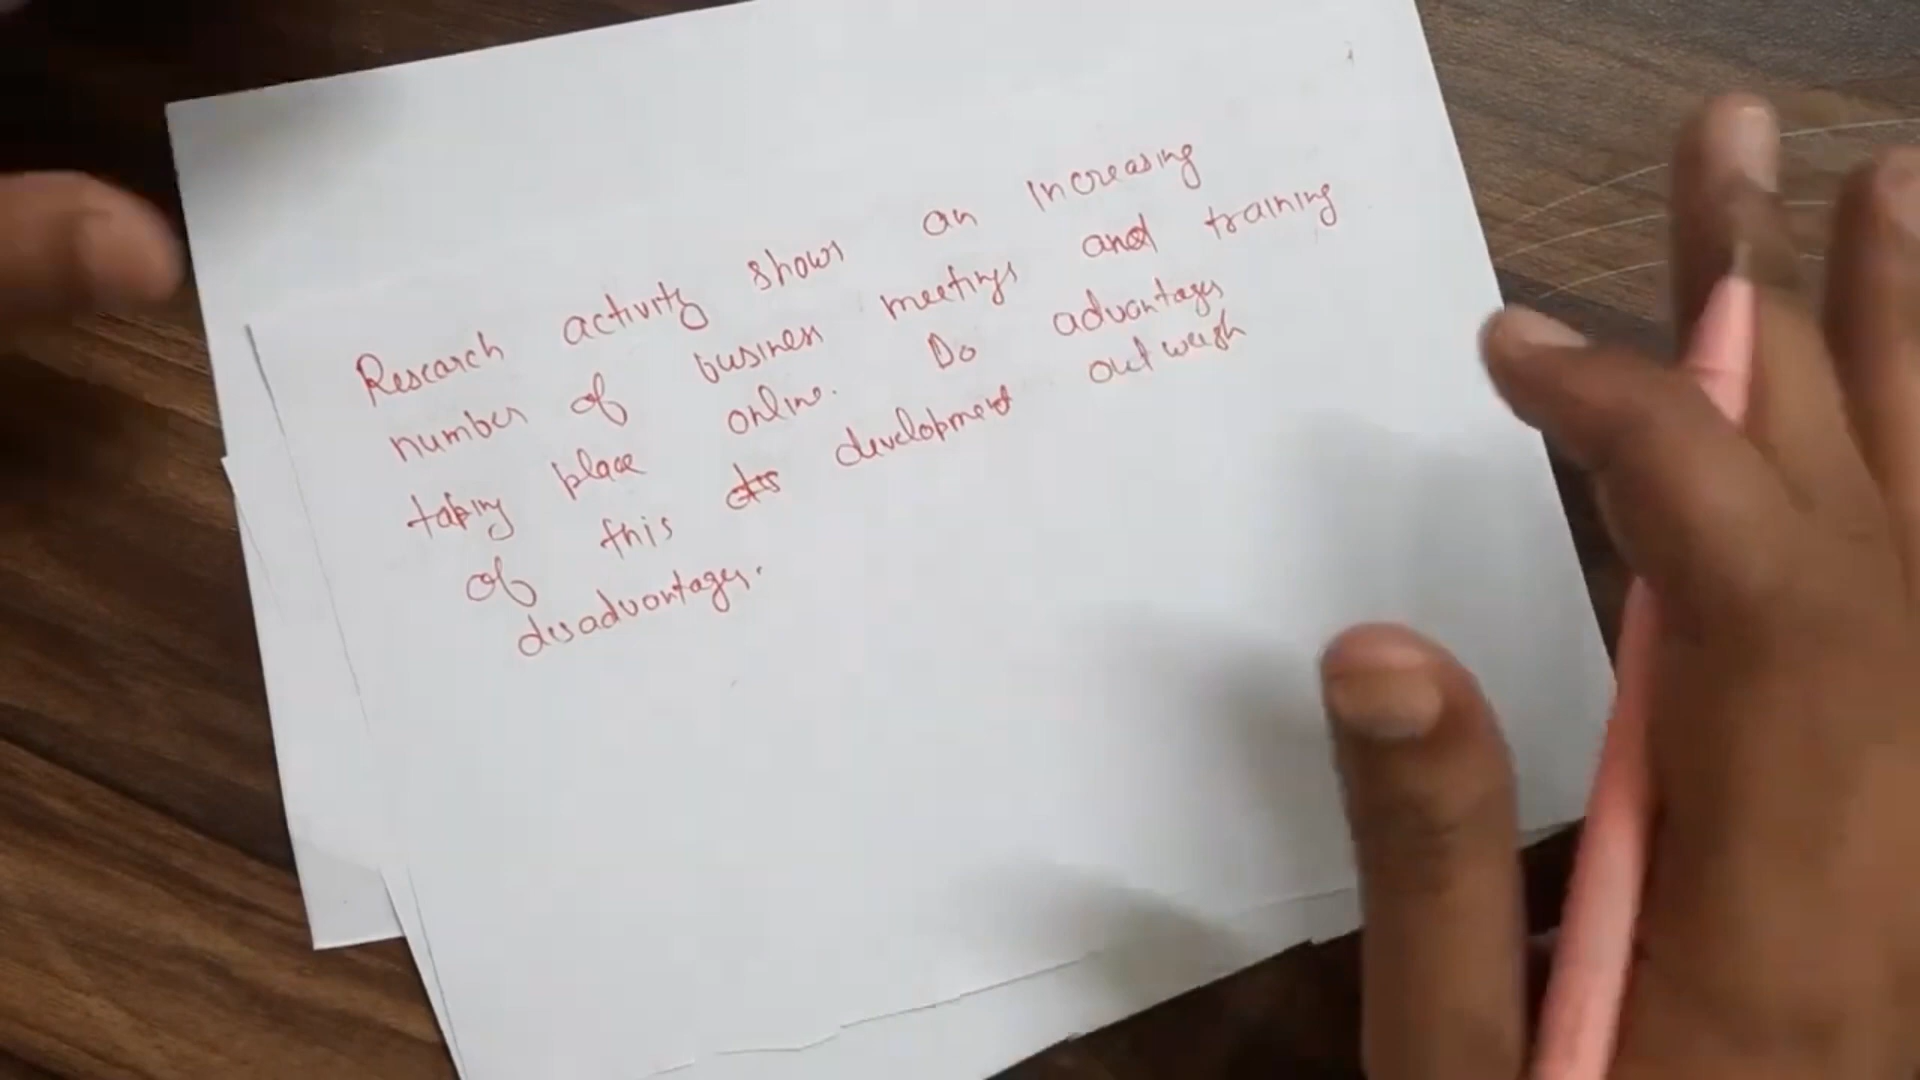 Research activity shows an increasing
number of business meetings and training
taking place online. Do advantages
of this development outweigh
disadvantages.